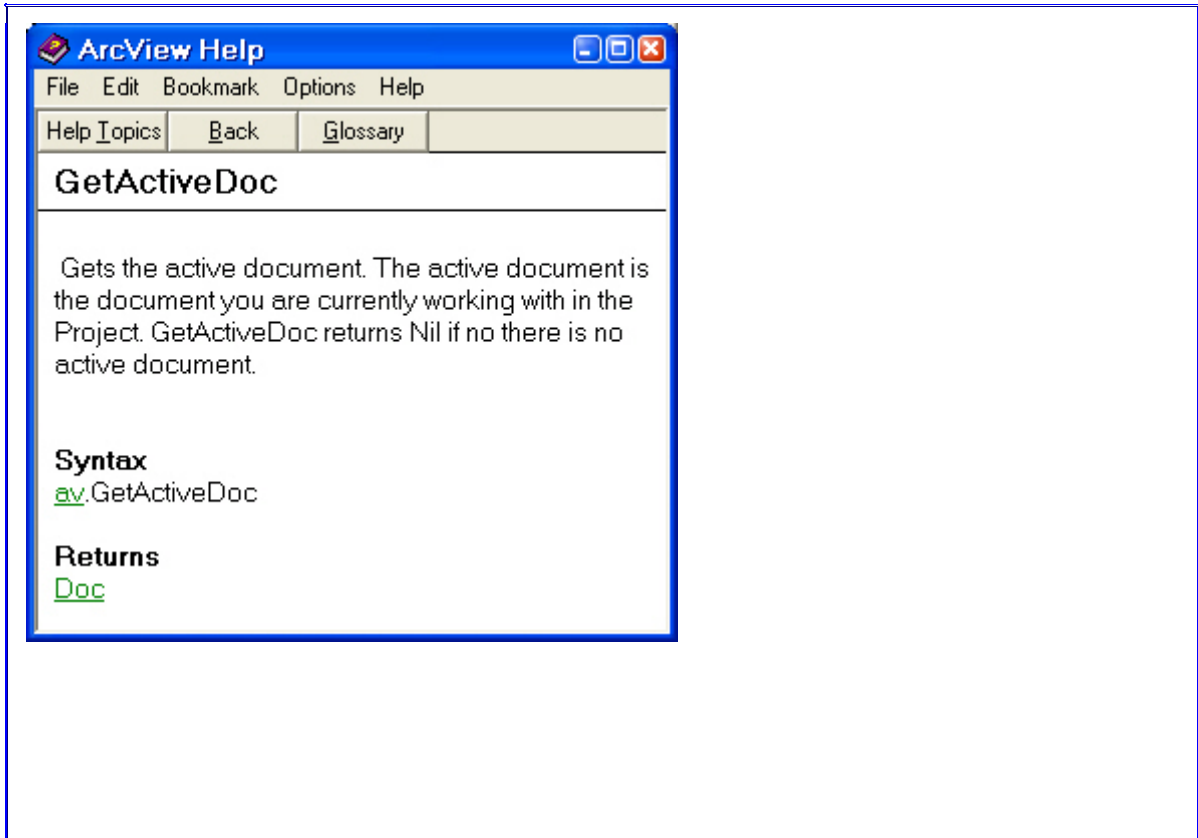 ArcView Help
File Edit Bookmark Options Help
Help Topics Back Glossary
GetActiveDoc
Gets the active document. The active document is
the document you are currently working with in the
Project. GetActiveDoc returns Nil if no there is no
active document.
Syntax
av.GetActiveDoc
Returns
Doc